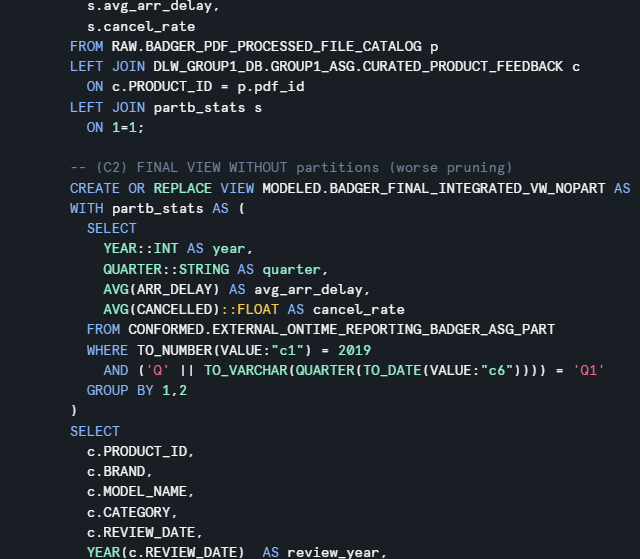 s.avg_arr_delay,
s.cancel_rate
FROM RAW.BADGER_PDF_PROCESSED_FILE_CATALOG p
LEFT JOIN DLW_GROUP1_DB.GROUP1_ASG.CURATED_PRODUCT_FEEDBACK c
ON c.PRODUCT_ID = p.pdf_id
LEFT JOIN partb_stats s
ON 1=1;
-- (C2) FINAL VIEW WITHOUT partitions (worse pruning)
CREATE OR REPLACE VIEW MODELED.BADGER_FINAL_INTEGRATED_VW_NOPART AS
WITH partb_stats AS (
SELECT
YEAR::INT AS year,
QUARTER::STRING AS quarter,
AVG(ARR_DELAY) AS avg_arr_delay,
AVG(CANCELLED)::FLOAT AS cancel_rate
FROM CONFORMED.EXTERNAL_ONTIME_REPORTING_BADGER_ASG_PART
WHERE TO_NUMBER(VALUE:"c1") = 2019
AND ('Q' || TO_VARCHAR(QUARTER(TO_DATE(VALUE:"c6")))) = 'Q1'
GROUP BY 1,2
)
SELECT
c.PRODUCT_ID,
c.BRAND,
c.MODEL_NAME,
c.CATEGORY,
c.REVIEW_DATE,
YEAR(c.REVIEW_DATE)  AS review_year,